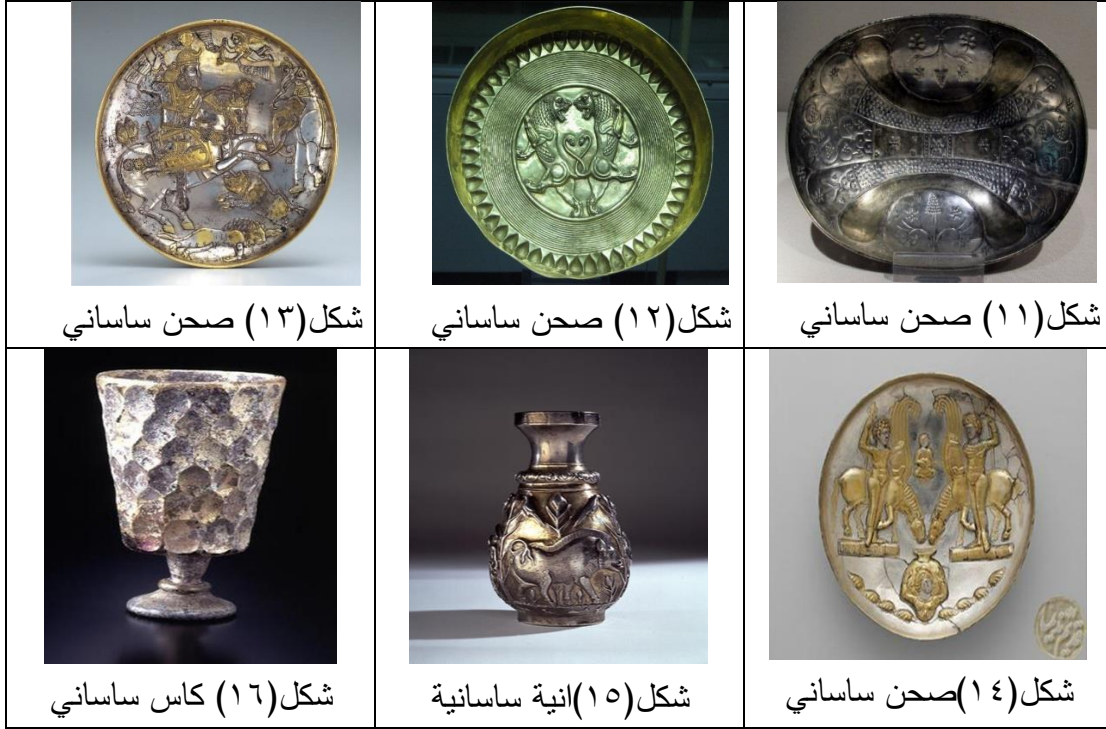 شكل(١١) صحن ساساني
شكل(١٢) صحن ساساني
شكل(١٣) صحن ساساني
شكل(١٤)صحن ساساني
شكل(١٥)انية ساسانية
شكل(١٦) كاس ساساني